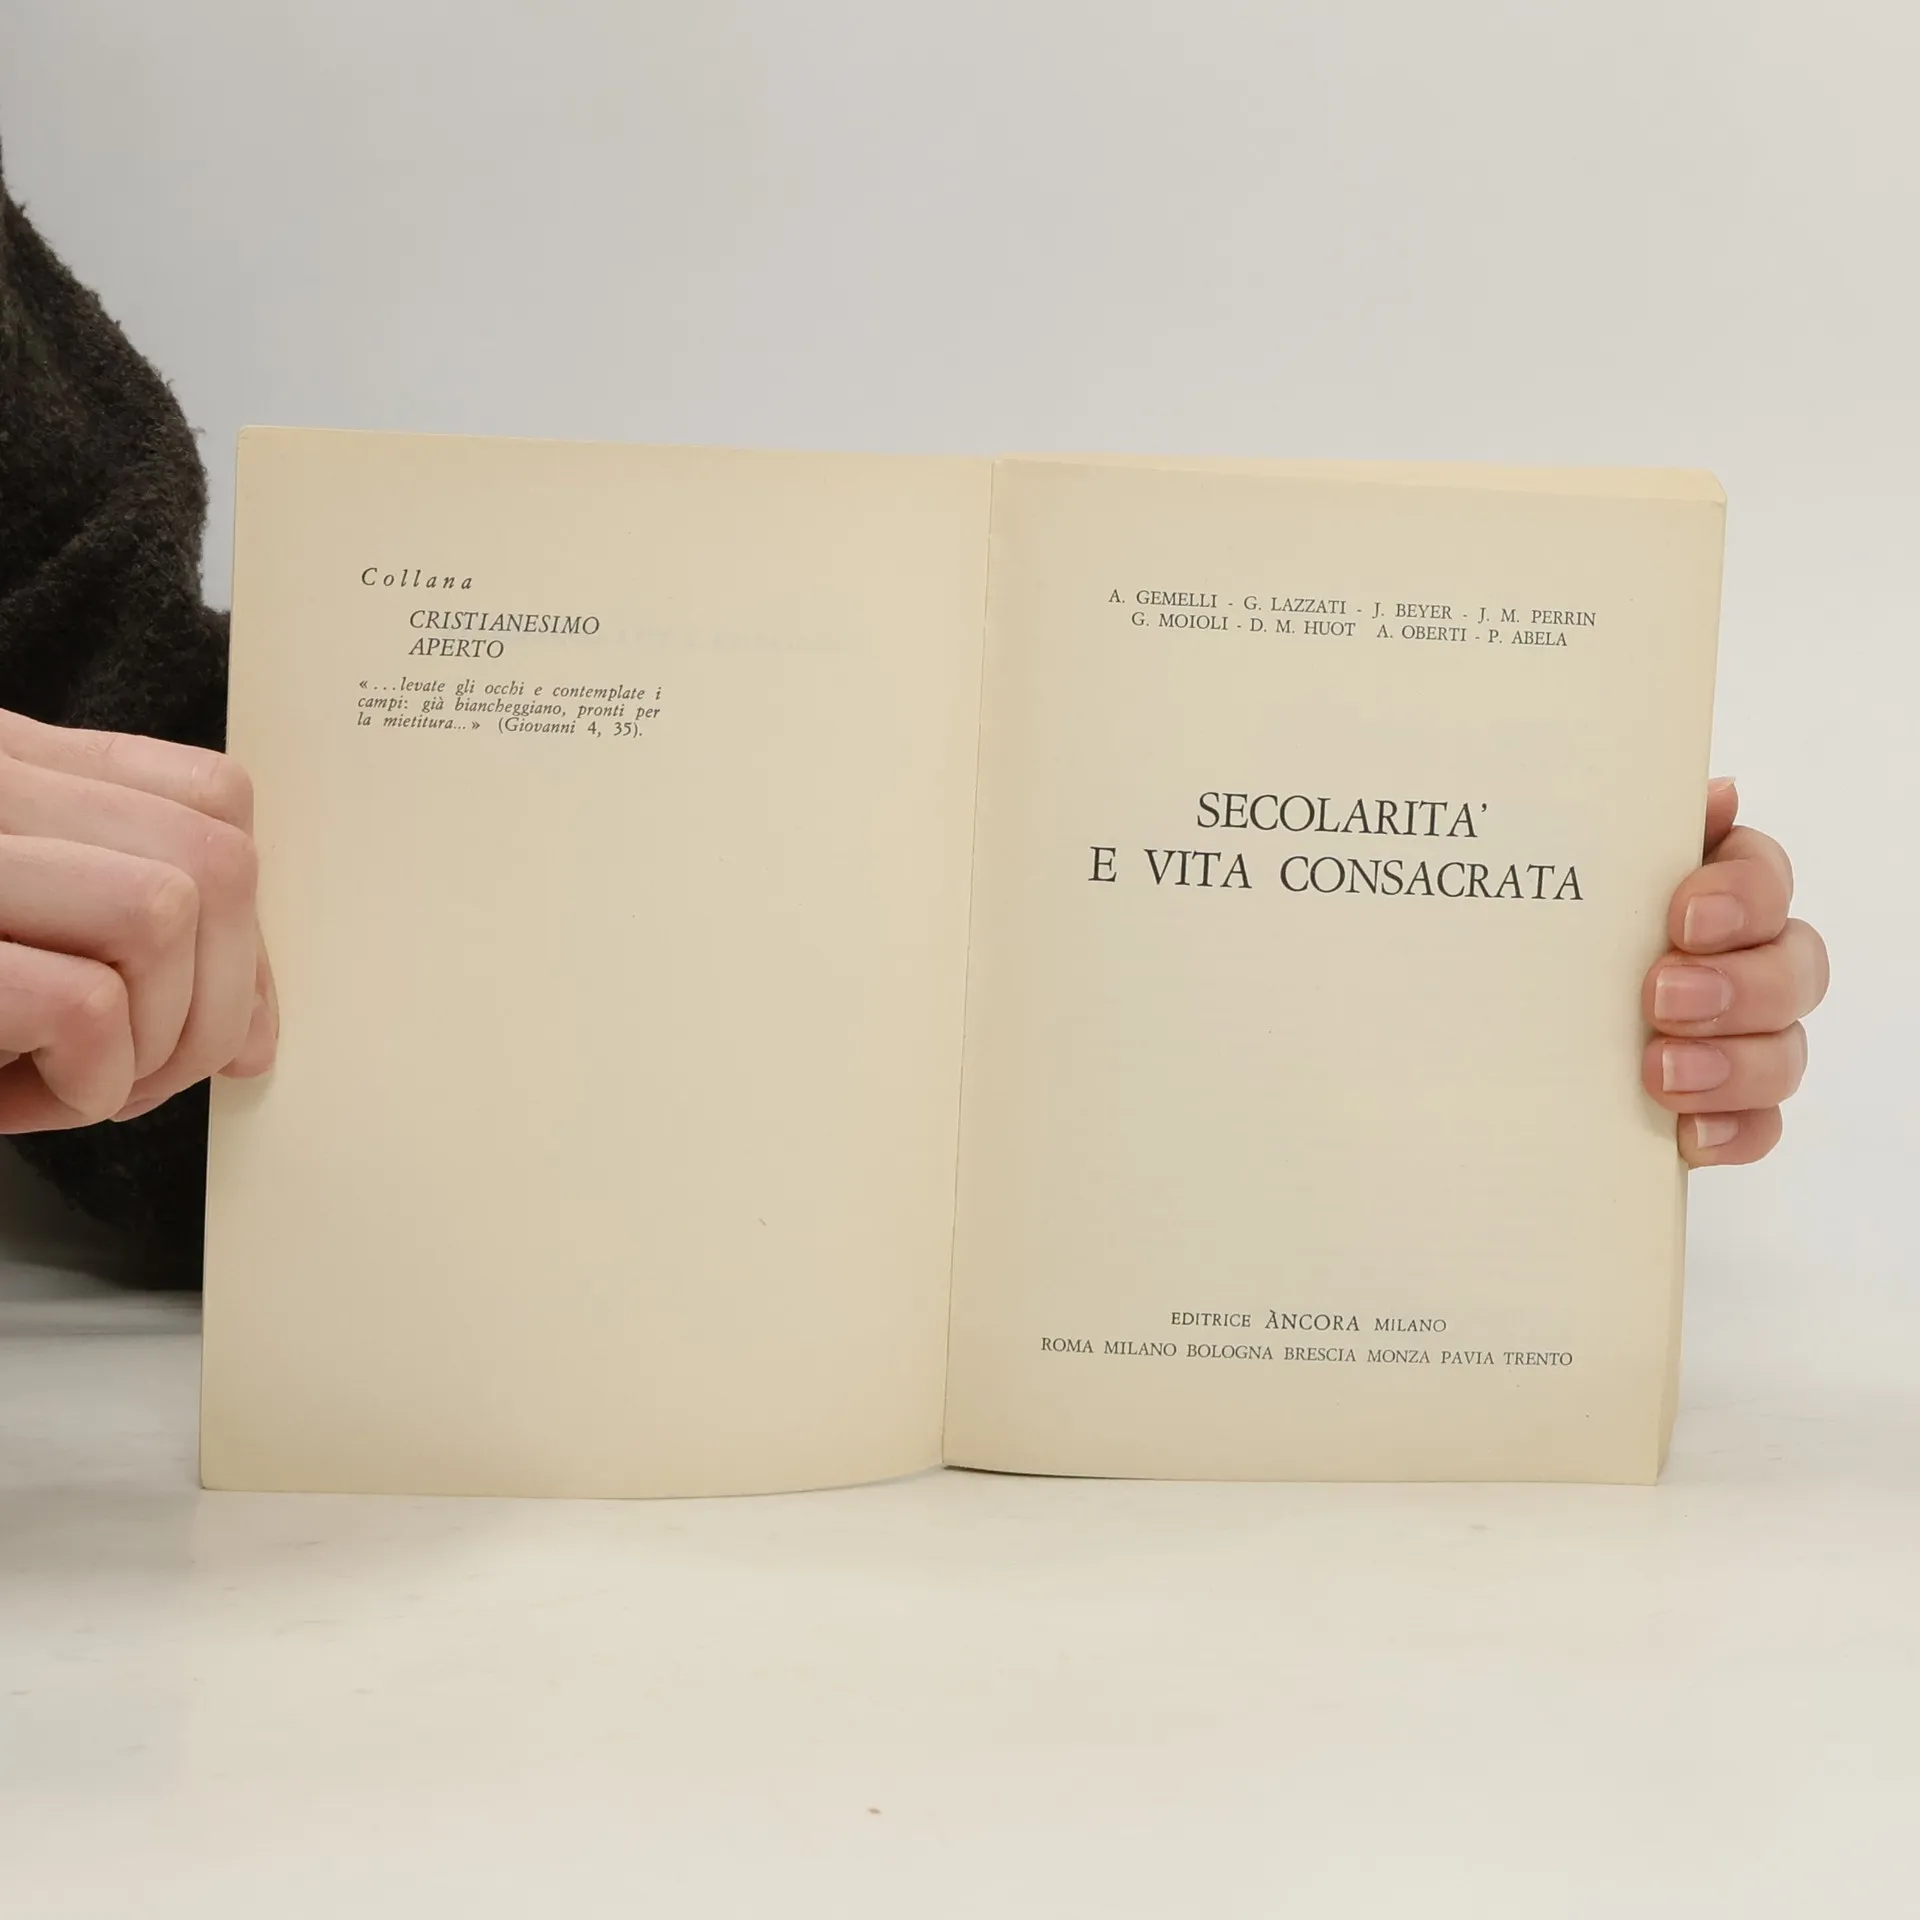 Collana
CRISTIANESIMO
APERTO
« ...levate gli occhi e contemplate i
campi: già biancheggiano, pronti per
la mietitura... » (Giovanni 4, 35).
A. GEMELLI - G. LAZZATI - J. BEYER - J. M. PERRIN
G. MOIOLI - D. M. HUOT A. OBERTI - P. ABELA
SECOLARITA'
E VITA CONSACRATA
EDITRICE ÀNCORA MILANO
ROMA MILANO BOLOGNA BRESCIA MONZA PAVIA TRENTO